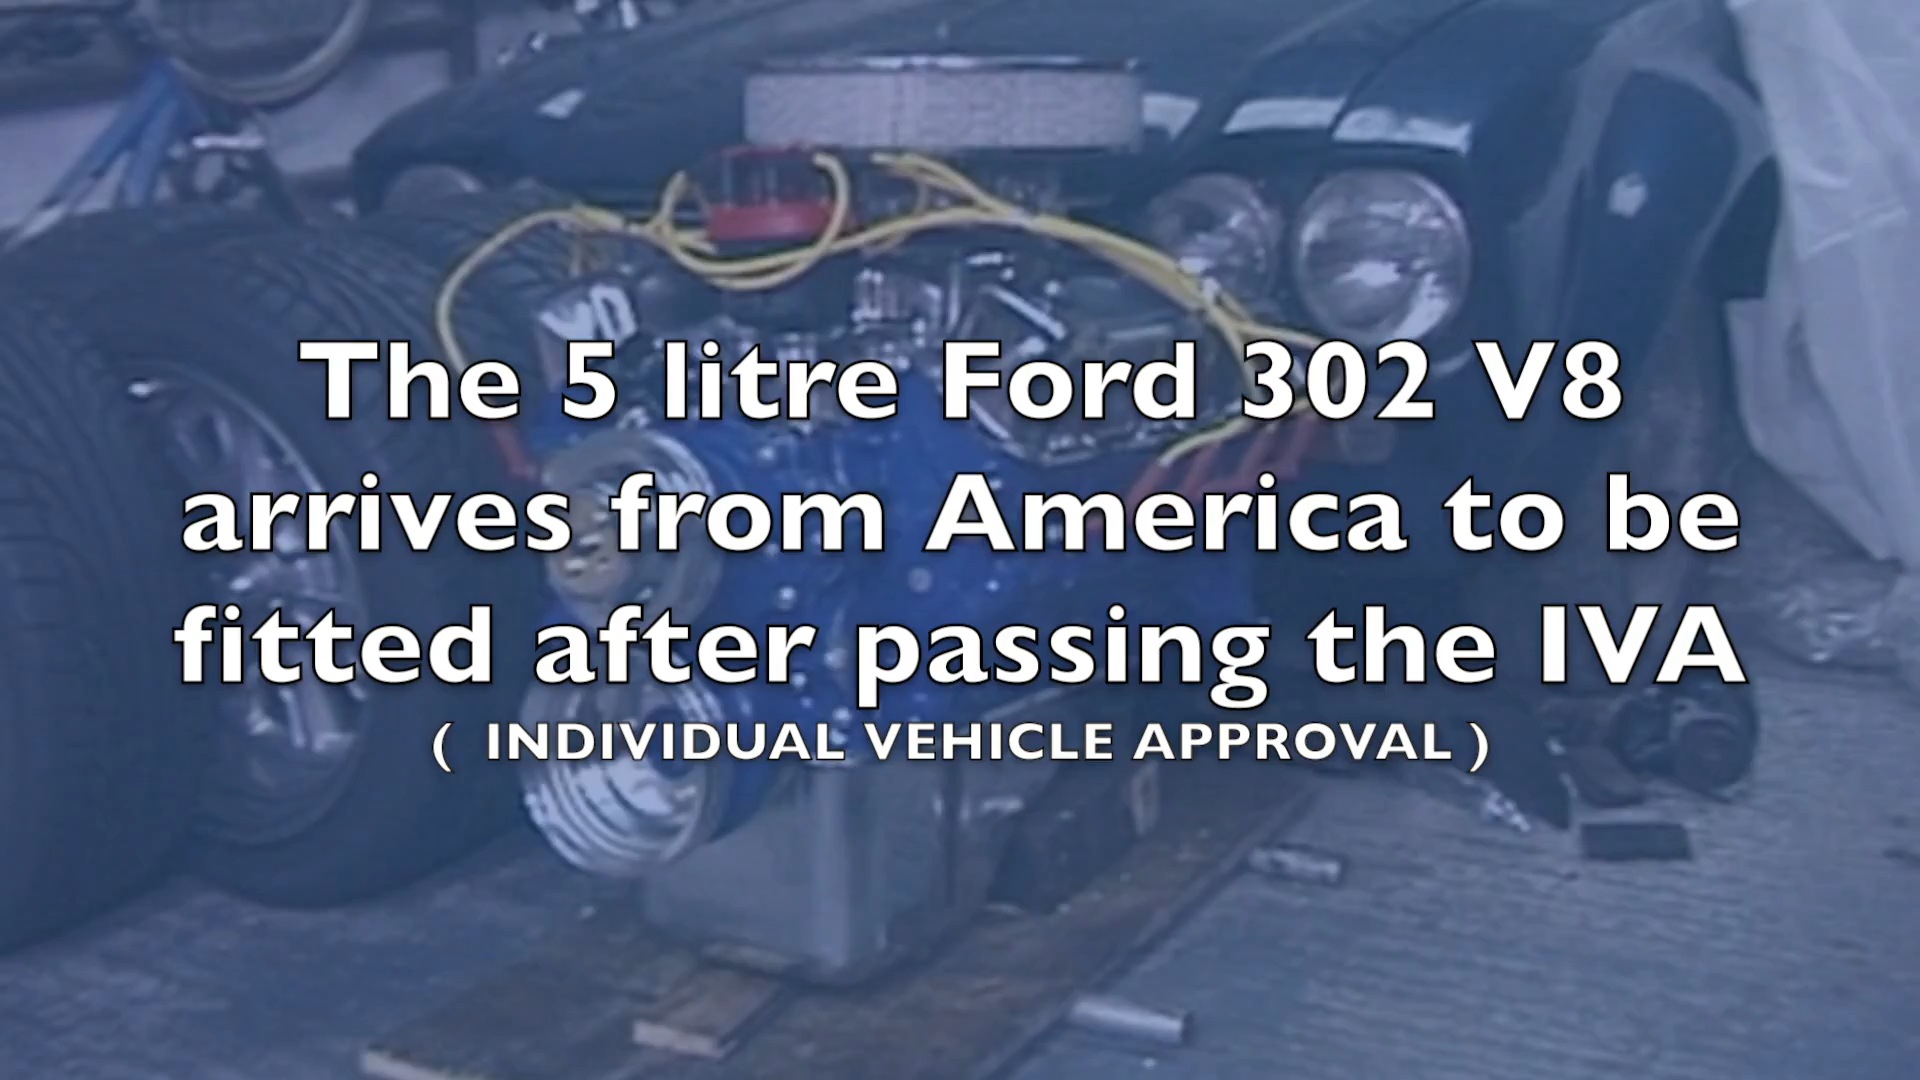 The 5 litre Ford 302 V8
arrives from America to be
fitted after passing the IVA
( INDIVIDUAL VEHICLE APPROVAL )